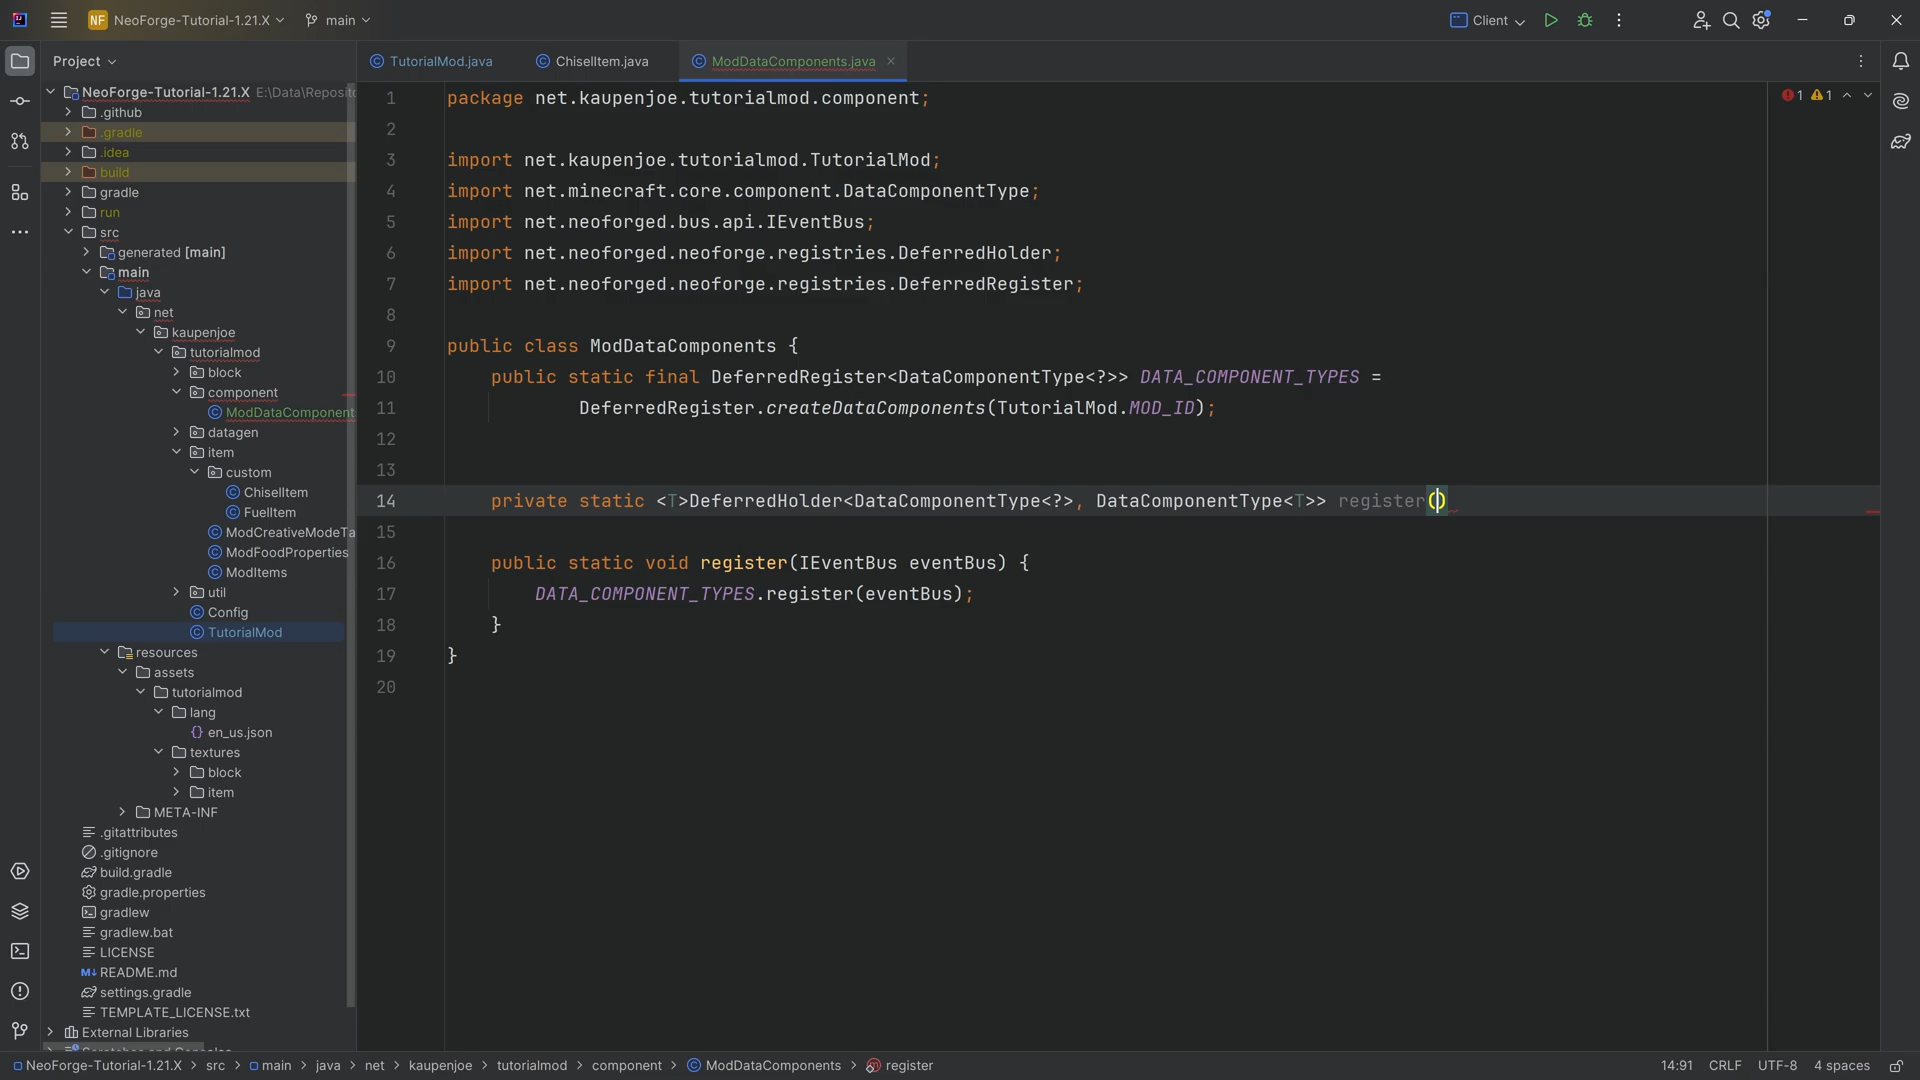 NF NeoForge-Tutorial-1.21.X main Client
Project
TutorialMod.java ChiselItem.java ModDataComponents.java
NeoForge-Tutorial-1.21.X E:\Data\Reposito
.github
.gradle
.idea
build
gradle
run
src
generated [main]
main
java
net
kaupenjoe
tutorialmod
block
component
ModDataComponent
datagen
item
custom
ChiselItem
FuelItem
ModCreativeModeTa
ModFoodProperties
ModItems
util
Config
TutorialMod
resources
assets
tutorialmod
lang
en_us.json
textures
block
item
META-INF
.gitattributes
.gitignore
build.gradle
gradle.properties
gradlew
gradlew.bat
LICENSE
README.md
settings.gradle
TEMPLATE_LICENSE.txt
External Libraries
1 package net.kaupenjoe.tutorialmod.component;
2
3 import net.kaupenjoe.tutorialmod.TutorialMod;
4 import net.minecraft.core.component.DataComponentType;
5 import net.neoforged.bus.api.IEventBus;
6 import net.neoforged.neoforge.registries.DeferredHolder;
7 import net.neoforged.neoforge.registries.DeferredRegister;
8
9 public class ModDataComponents {
10 public static final DeferredRegister<DataComponentType<?>> DATA_COMPONENT_TYPES =
11 DeferredRegister.createDataComponents(TutorialMod.MOD_ID);
12
13
14 private static <T>DeferredHolder<DataComponentType<?>, DataComponentType<T>> register()
15
16 public static void register(IEventBus eventBus) {
17 DATA_COMPONENT_TYPES.register(eventBus);
18 }
19 }
20
1 1
NeoForge-Tutorial-1.21.X > src > main > java > net > kaupenjoe > tutorialmod > component > ModDataComponents > register
14:91 CRLF UTF-8 4 spaces